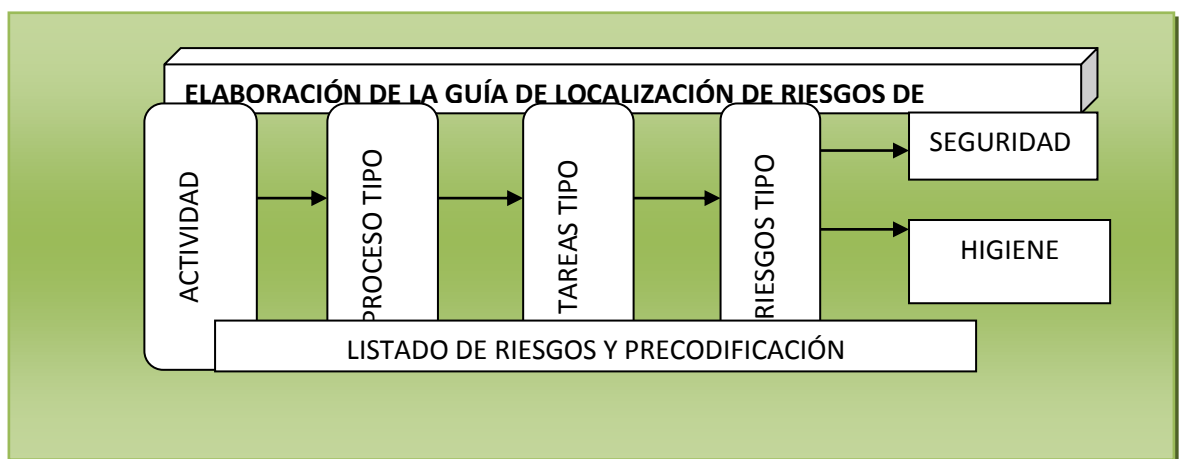 ELABORACIÓN DE LA GUÍA DE LOCALIZACIÓN DE RIESGOS DE
ACTIVIDAD
PROCESO TIPO
TAREAS TIPO
RIESGOS TIPO
SEGURIDAD
HIGIENE
LISTADO DE RIESGOS Y PRECODIFICACIÓN